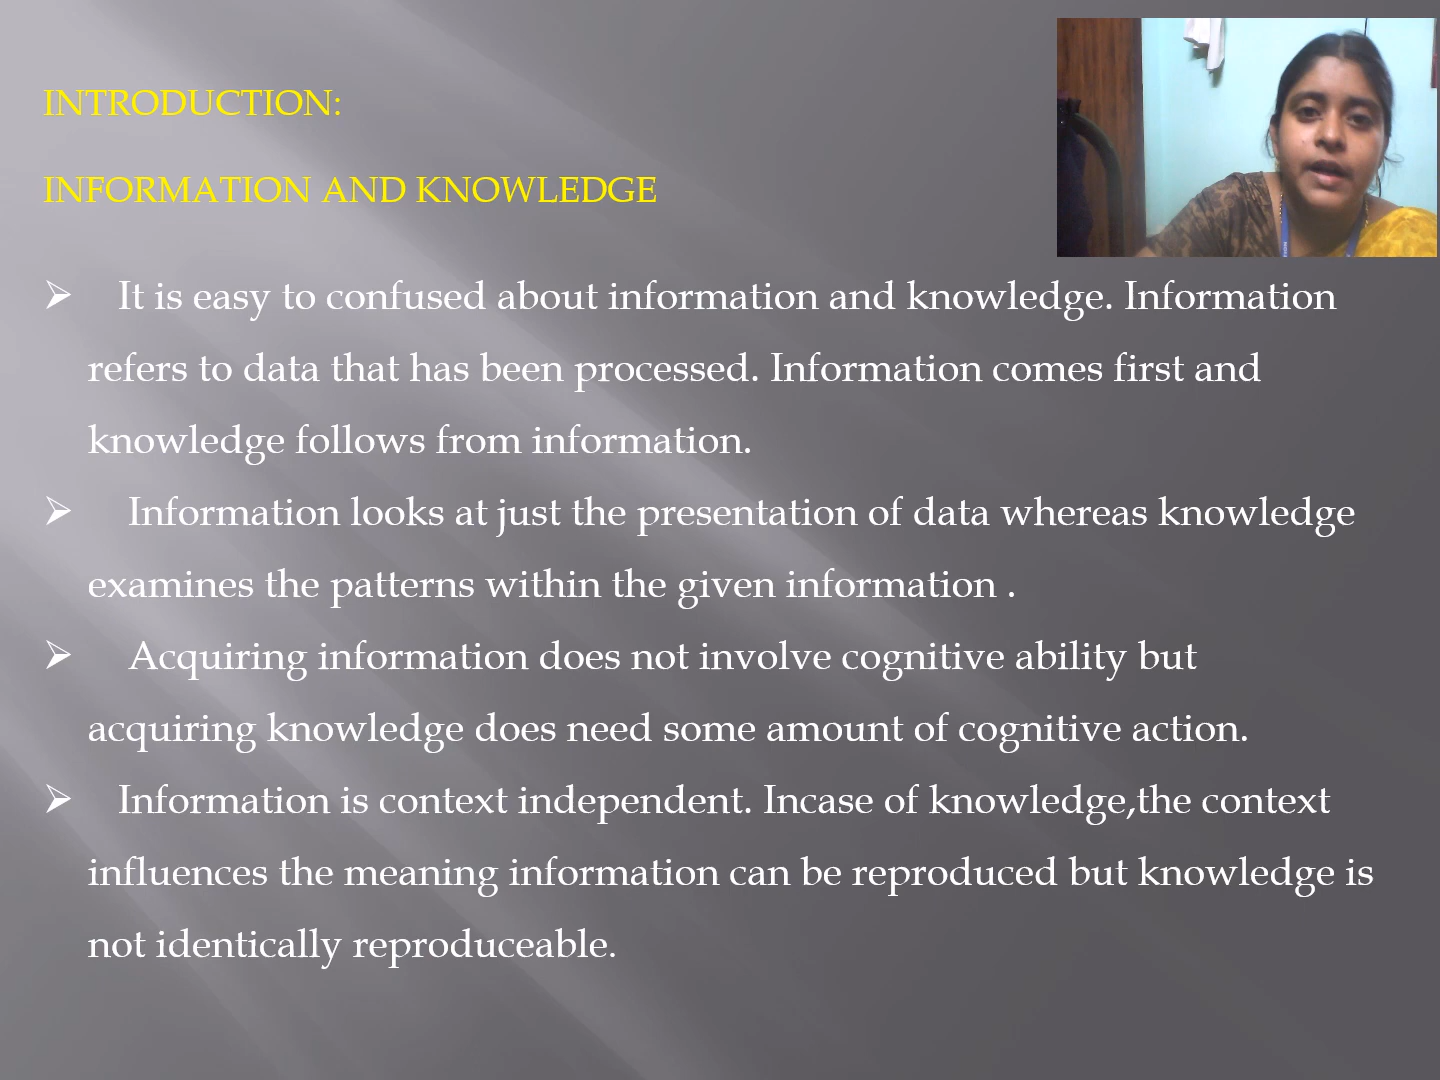 INTRODUCTION:
INFORMATION AND KNOWLEDGE
➢ It is easy to confused about information and knowledge. Information
refers to data that has been processed. Information comes first and
knowledge follows from information.
➢ Information looks at just the presentation of data whereas knowledge
examines the patterns within the given information .
➢ Acquiring information does not involve cognitive ability but
acquiring knowledge does need some amount of cognitive action.
➢ Information is context independent. Incase of knowledge,the context
influences the meaning information can be reproduced but knowledge is
not identically reproduceable.